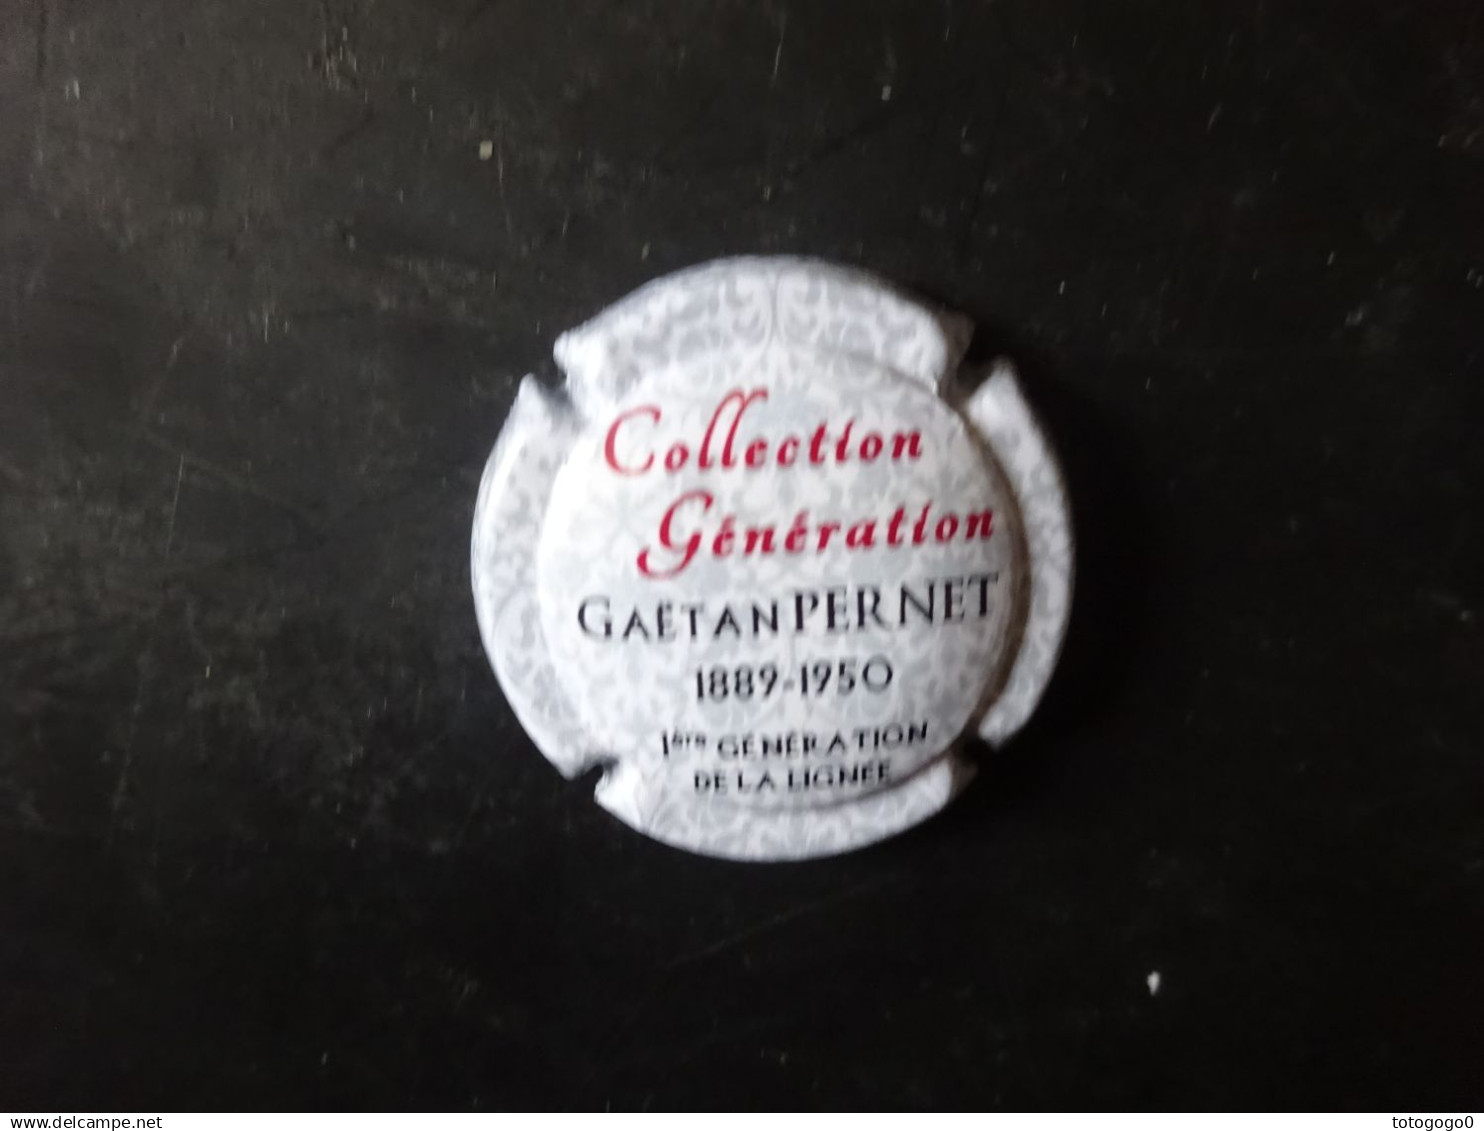 Collection
Génération
GAËTAN PERNET
1889-1950
1ère GÉNÉRATION
DE LA LIGNÉE
www.delcampe.net
totogogo0